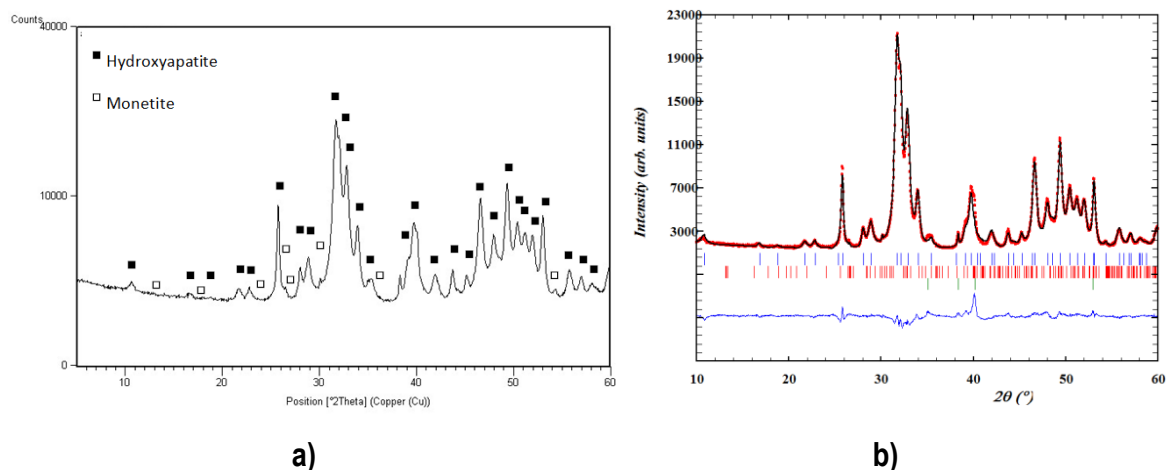 Counts
40000
Hydroxyapatite
Monetite
10000
0
10 20 30 40 50 60
Position [°2Theta] (Copper (Cu))
a)
23000
19000
15000
11000
7000
3000
Intensity (arb. units)
10 20 30 40 50 60
2θ (°)
b)